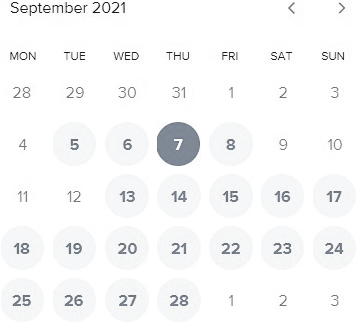 September 2021
MON TUE WED THU FRI SAT SUN
28 29 30 31 1 2 3
4 5 6 7 8 9 10
11 12 13 14 15 16 17
18 19 20 21 22 23 24
25 26 27 28 1 2 3